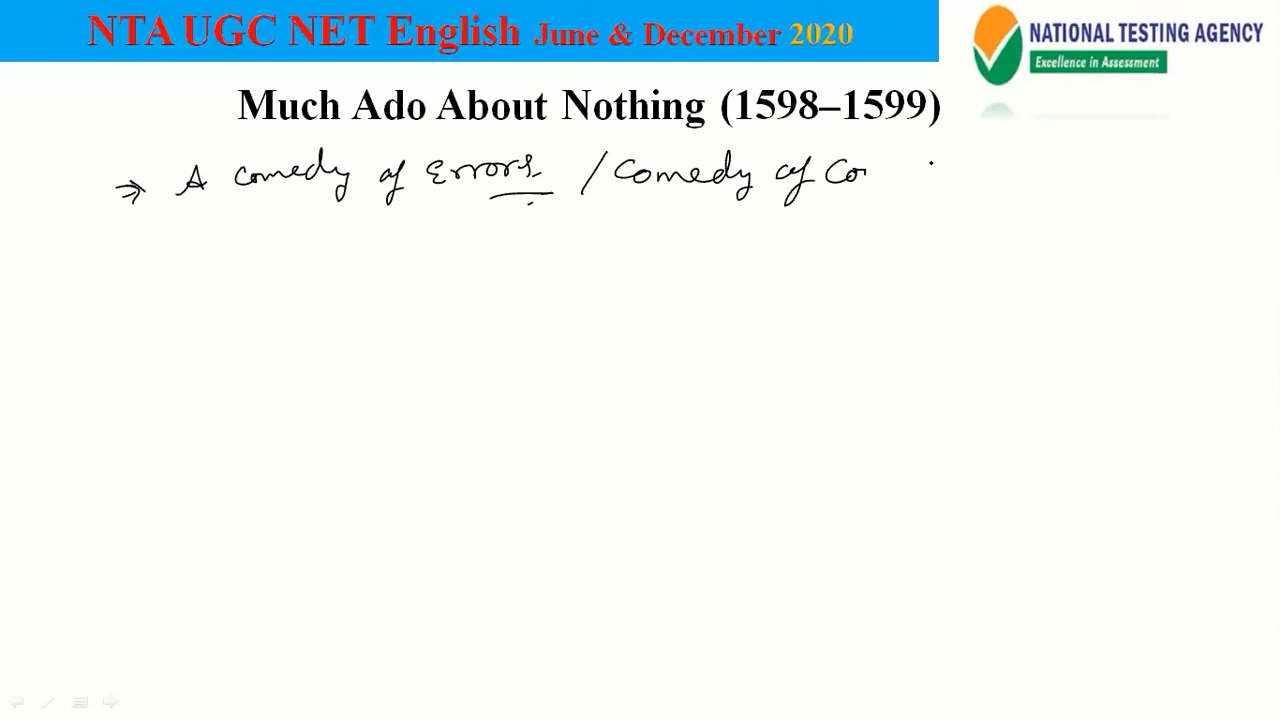 NTA UGC NET English June & December 2020
NATIONAL TESTING AGENCY
Excellence in Assessment
Much Ado About Nothing (1598–1599)
⇒ A comedy of Errors / Comedy of Co